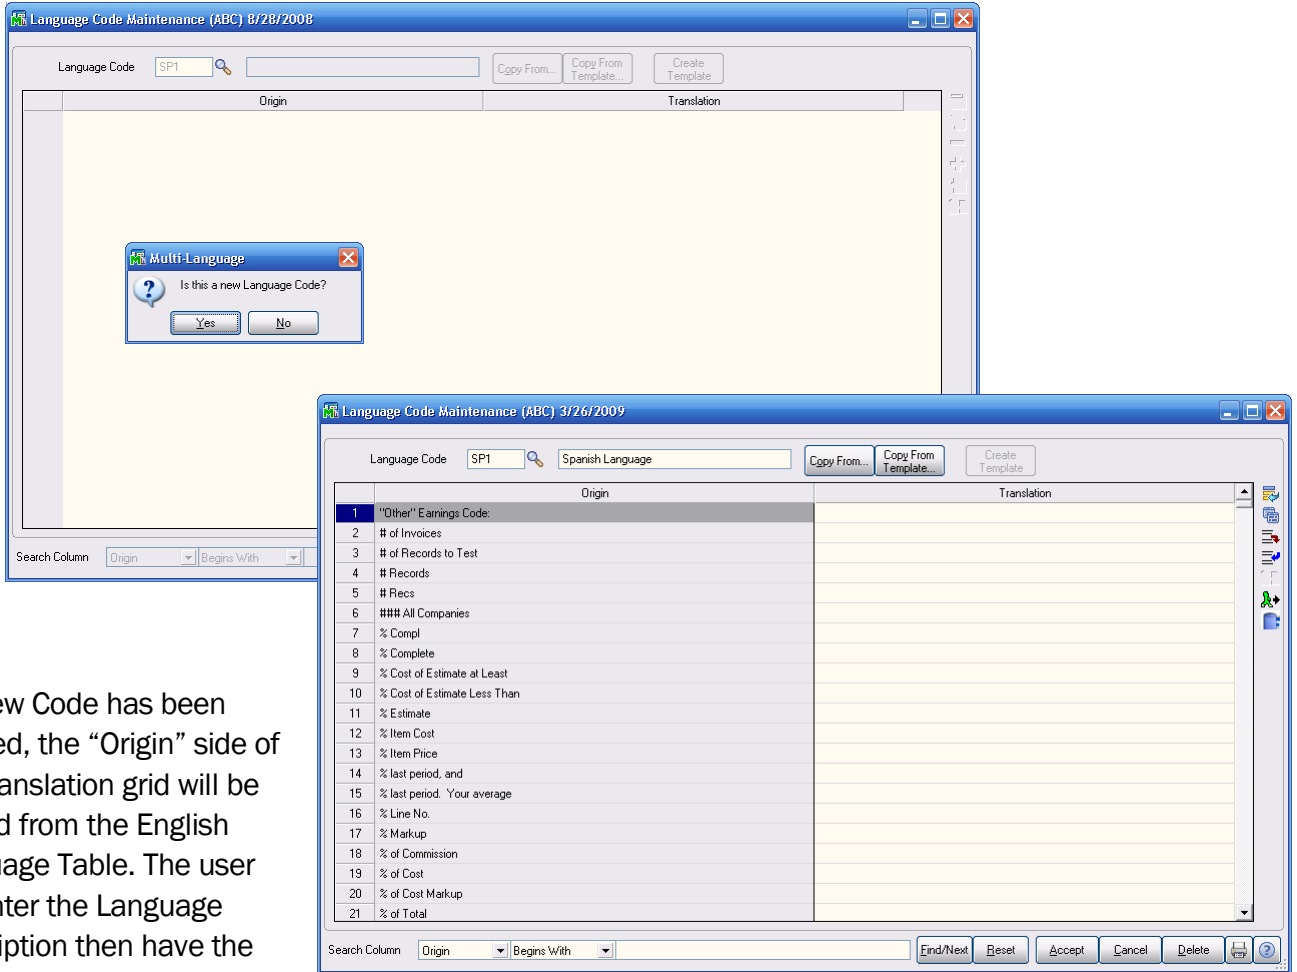 Language Code Maintenance (ABC) 8/28/2008
Language Code SP1 Copy From... Copy From Template... Create Template
Origin Translation
Multi-Language
Is this a new Language Code?
Yes No
Search Column Origin Begins With
Language Code Maintenance (ABC) 3/26/2009
Language Code SP1 Spanish Language Copy From... Copy From Template... Create Template
Origin Translation
1 "Other" Earnings Code:
2 # of Invoices
3 # of Records to Test
4 # Records
5 # Recs
6 ### All Companies
7 % Compl
8 % Complete
9 % Cost of Estimate at Least
10 % Cost of Estimate Less Than
11 % Estimate
12 % Item Cost
13 % Item Price
14 % last period, and
15 % last period.  Your average
16 % Line No.
17 % Markup
18 % of Commission
19 % of Cost
20 % of Cost Markup
21 % of Total
Search Column Origin Begins With Find/Next Reset Accept Cancel Delete
ew Code has been
ed, the “Origin” side of
anslation grid will be
d from the English
uage Table. The user
nter the Language
iption then have the